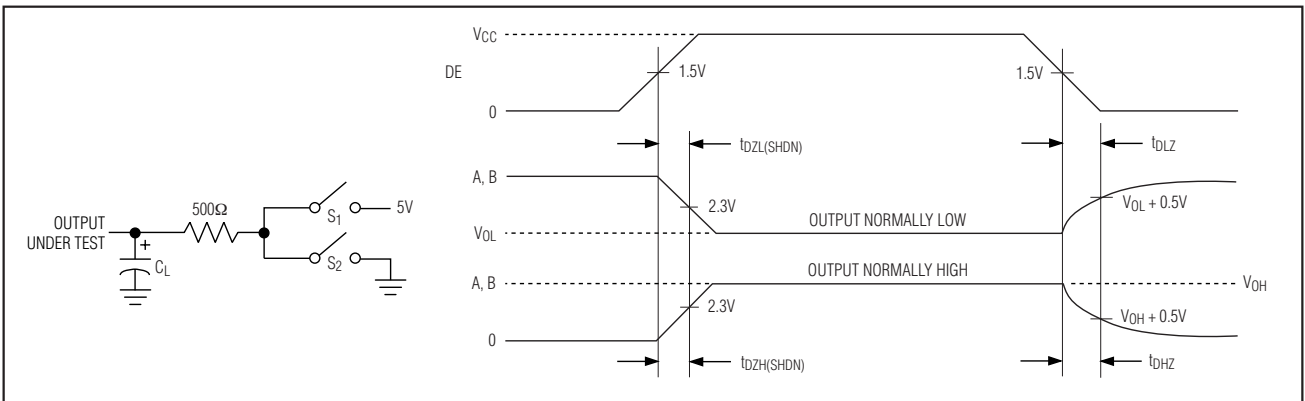 VCC
DE
1.5V
1.5V
0
tDZL(SHDN)
tDLZ
A, B
2.3V
VOL + 0.5V
OUTPUT NORMALLY LOW
VOL
OUTPUT NORMALLY HIGH
A, B
VOH
2.3V
VOH + 0.5V
0
tDZH(SHDN)
tDHZ
500Ω
S1
5V
OUTPUT
UNDER TEST
+
CL
S2